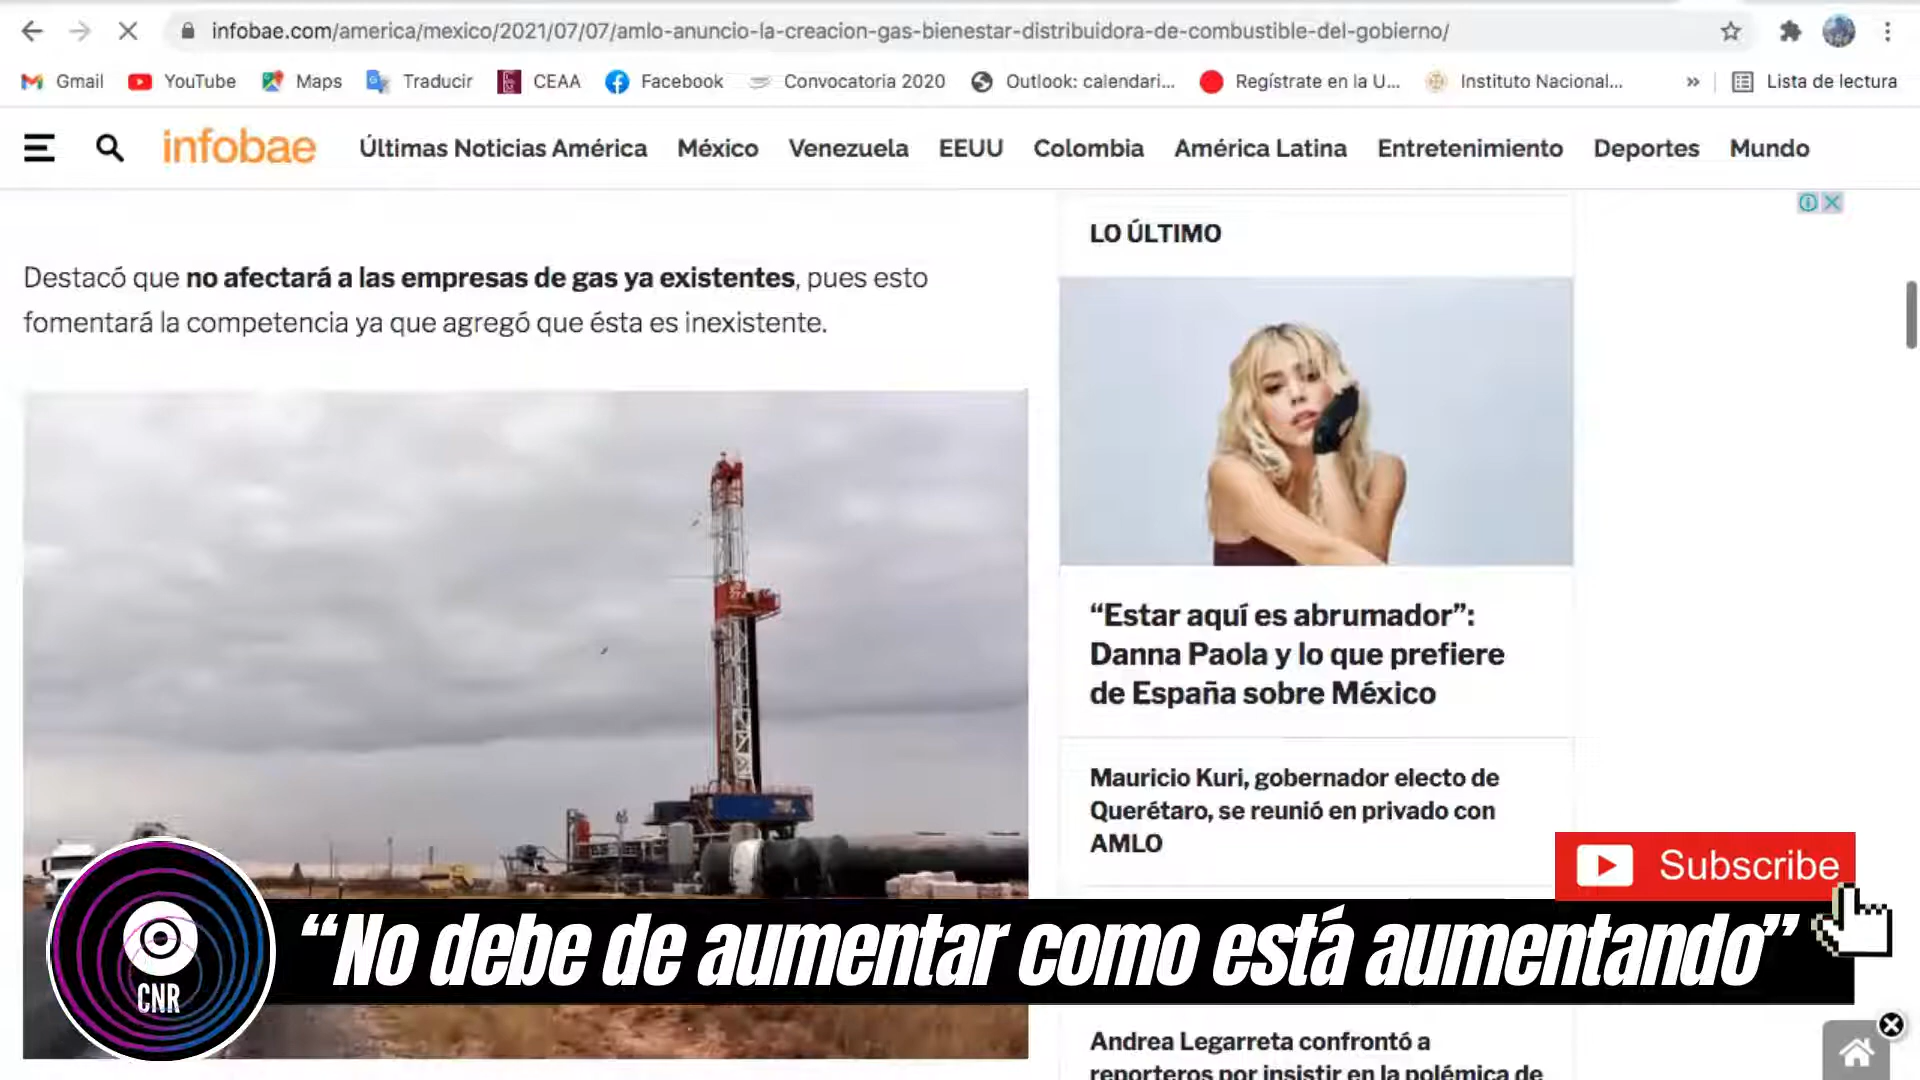 infobae.com/america/mexico/2021/07/07/amlo-anuncio-la-creacion-gas-bienestar-distribuidora-de-combustible-del-gobierno/
Gmail YouTube Maps Traducir CEAA Facebook Convocatoria 2020 Outlook: calendari... Regístrate en la U... Instituto Nacional... » Lista de lectura
infobae Últimas Noticias América México Venezuela EEUU Colombia América Latina Entretenimiento Deportes Mundo
Destacó que no afectará a las empresas de gas ya existentes, pues esto
fomentará la competencia ya que agregó que ésta es inexistente.
LO ÚLTIMO
“Estar aquí es abrumador”:
Danna Paola y lo que prefiere
de España sobre México
Mauricio Kuri, gobernador electo de
Querétaro, se reunió en privado con
AMLO
Subscribe
“No debe de aumentar como está aumentando”
CNR
Andrea Legarreta confrontó a
reporteros por insistir en la polémica de